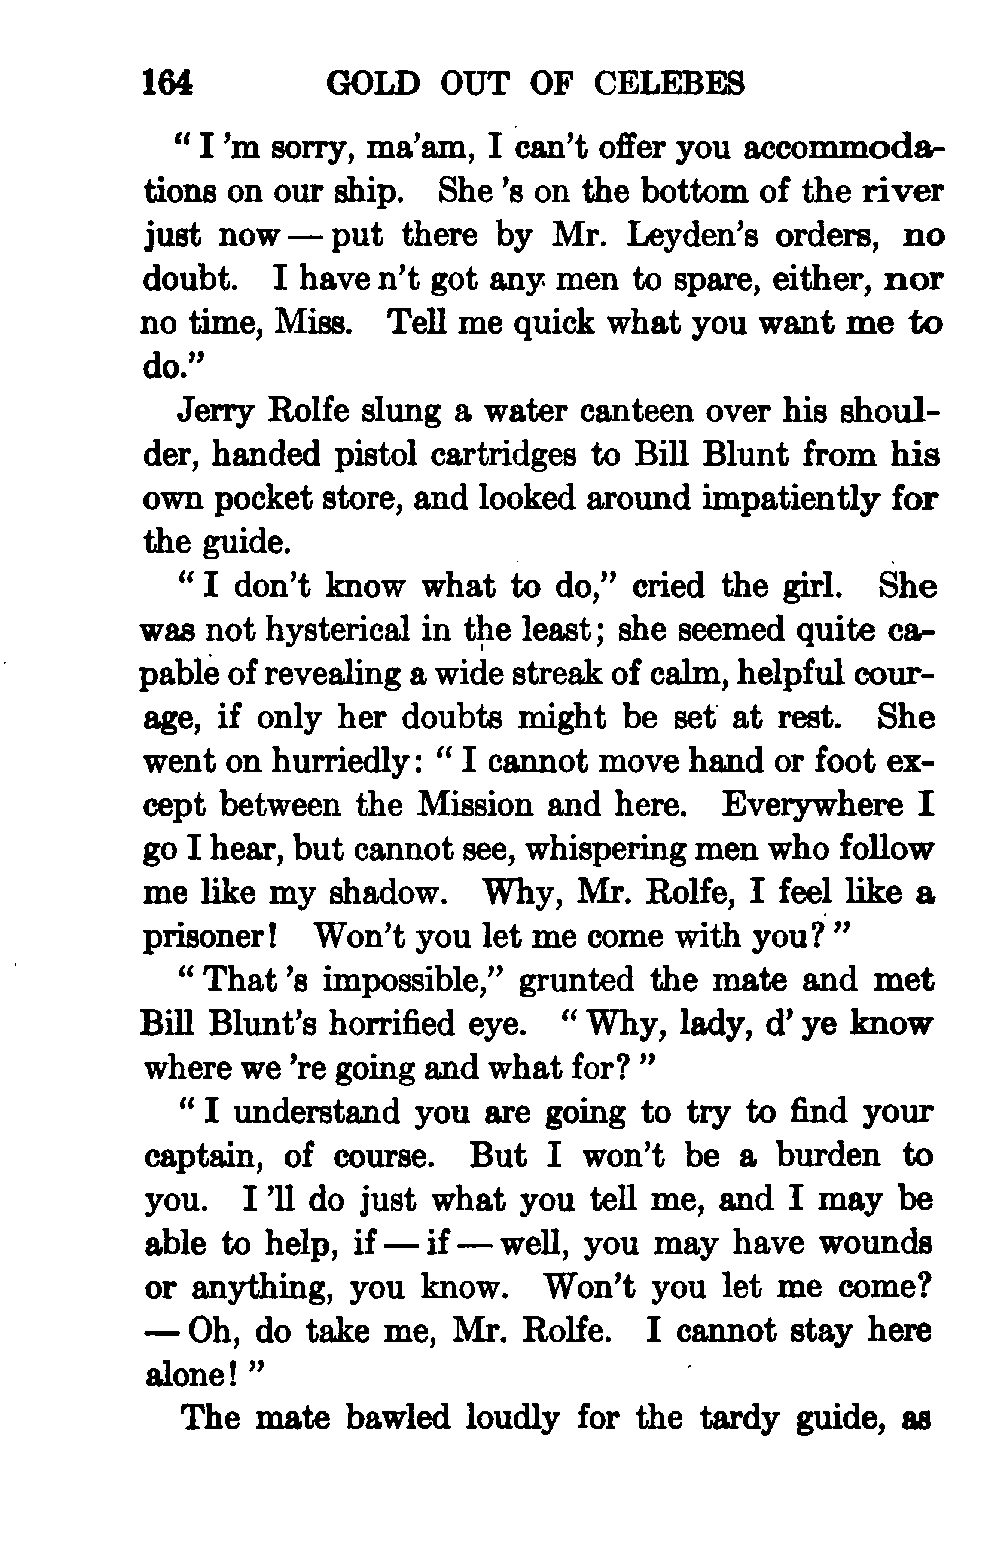 164 GOLD OUT OF CELEBES
“ I ’m sorry, ma’am, I can’t offer you accommoda-
tions on our ship. She ’s on the bottom of the river
just now — put there by Mr. Leyden’s orders, no
doubt. I have n’t got any men to spare, either, nor
no time, Miss. Tell me quick what you want me to
do.”
Jerry Rolfe slung a water canteen over his shoul-
der, handed pistol cartridges to Bill Blunt from his
own pocket store, and looked around impatiently for
the guide.
“ I don’t know what to do,” cried the girl. She
was not hysterical in the least; she seemed quite ca-
pable of revealing a wide streak of calm, helpful cour-
age, if only her doubts might be set at rest. She
went on hurriedly: “ I cannot move hand or foot ex-
cept between the Mission and here. Everywhere I
go I hear, but cannot see, whispering men who follow
me like my shadow. Why, Mr. Rolfe, I feel like a
prisoner! Won’t you let me come with you? ”
“ That ’s impossible,” grunted the mate and met
Bill Blunt’s horrified eye. “ Why, lady, d’ ye know
where we ’re going and what for? ”
“ I understand you are going to try to find your
captain, of course. But I won’t be a burden to
you. I ’ll do just what you tell me, and I may be
able to help, if — if — well, you may have wounds
or anything, you know. Won’t you let me come?
— Oh, do take me, Mr. Rolfe. I cannot stay here
alone! ”
The mate bawled loudly for the tardy guide, as